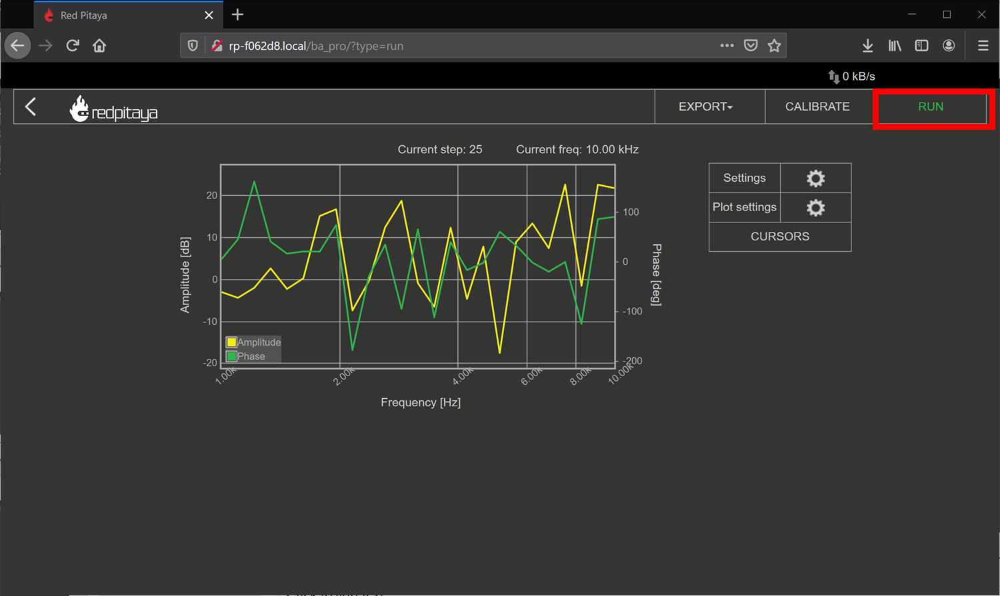 Red Pitaya
rp-f062d8.local/ba_pro/?type=run
0 kB/s
redpitaya
EXPORT
CALIBRATE
RUN
Current step: 25
Current freq: 10.00 kHz
Settings
Plot settings
CURSORS
Amplitude [dB]
20
10
0
-10
-20
Phase [deg]
100
0
-100
-200
Amplitude
Phase
1.00K
2.00K
4.00K
6.00K
8.00K
10.00K
Frequency [Hz]